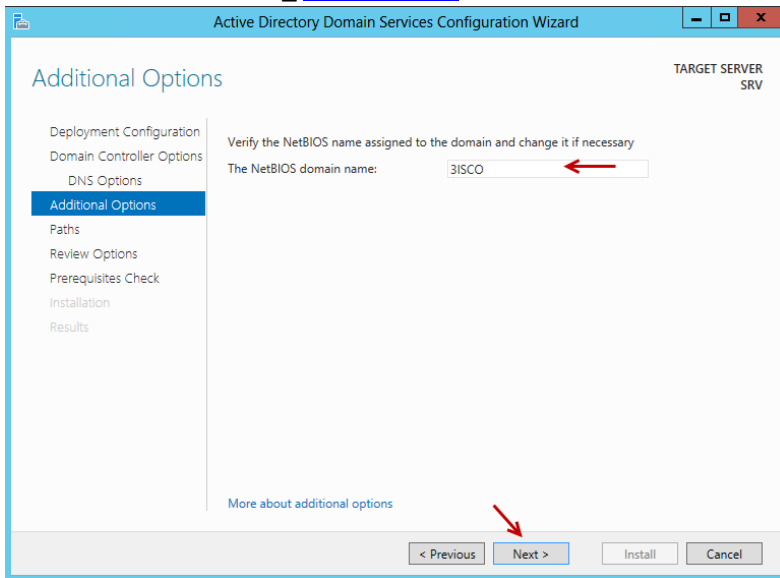 Active Directory Domain Services Configuration Wizard
Additional Options
TARGET SERVER
SRV
Deployment Configuration
Domain Controller Options
DNS Options
Additional Options
Paths
Review Options
Prerequisites Check
Installation
Results
Verify the NetBIOS name assigned to the domain and change it if necessary
The NetBIOS domain name: 3ISCO
More about additional options
< Previous Next > Install Cancel